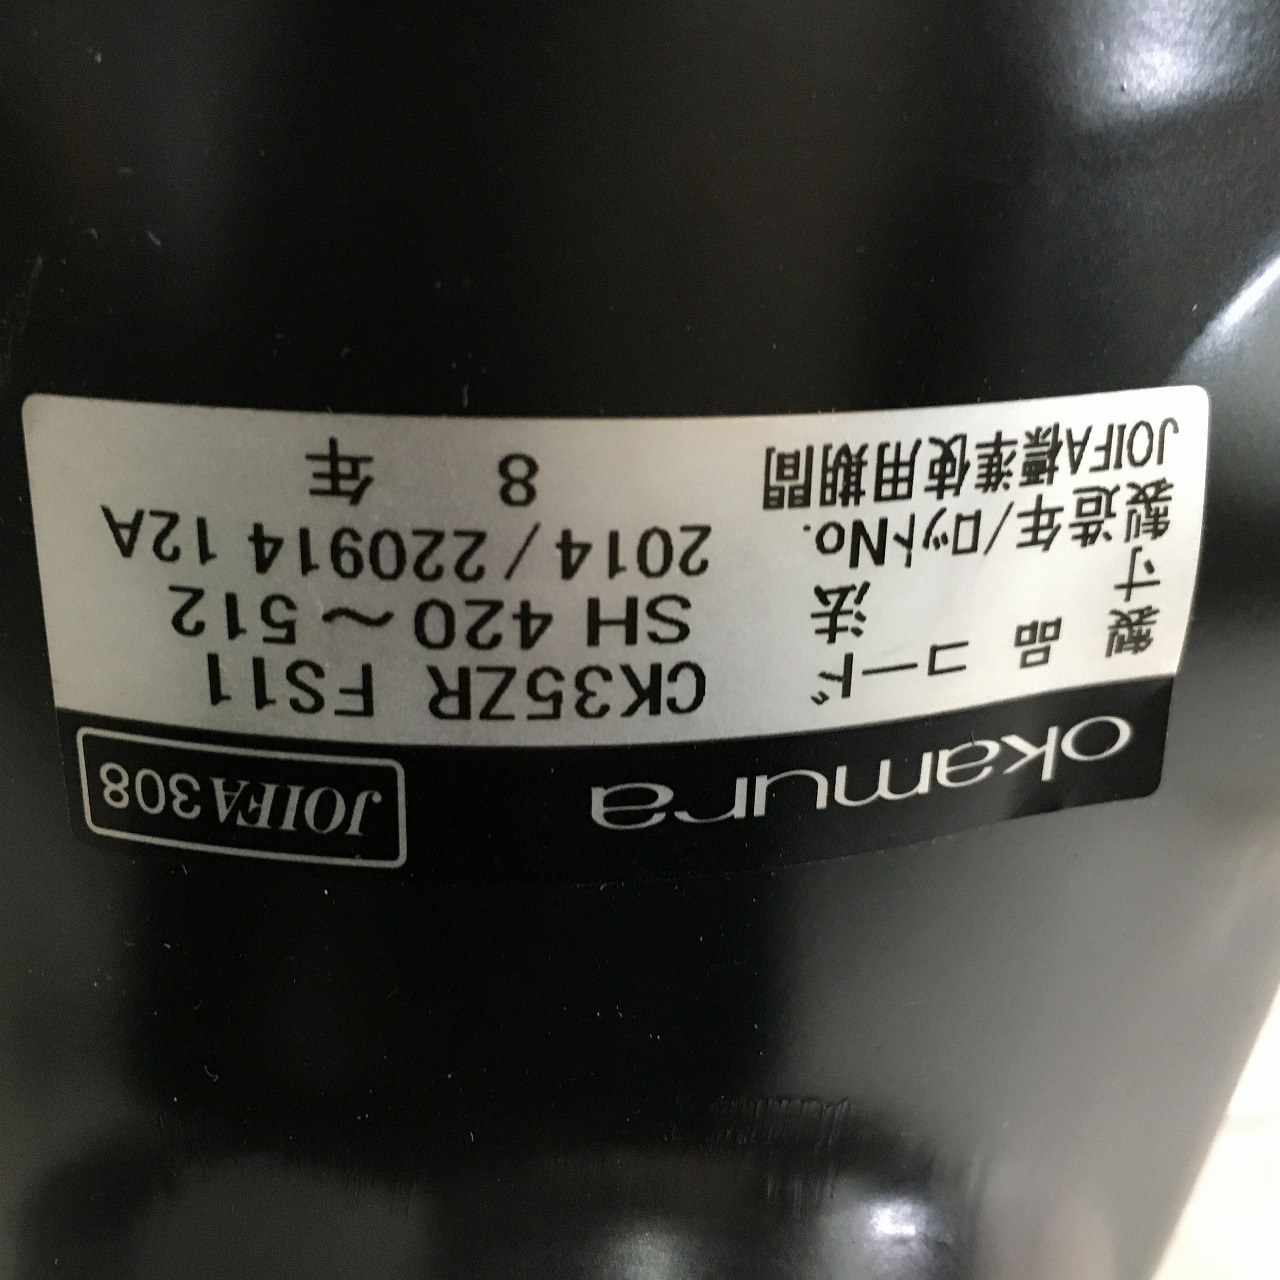 okamura JOIFA308
製品コード CK35ZR FS11
寸法 SH 420～512
製造年/ロットNo. 2014/220914 12A
JOIFA標準使用期間 8 年